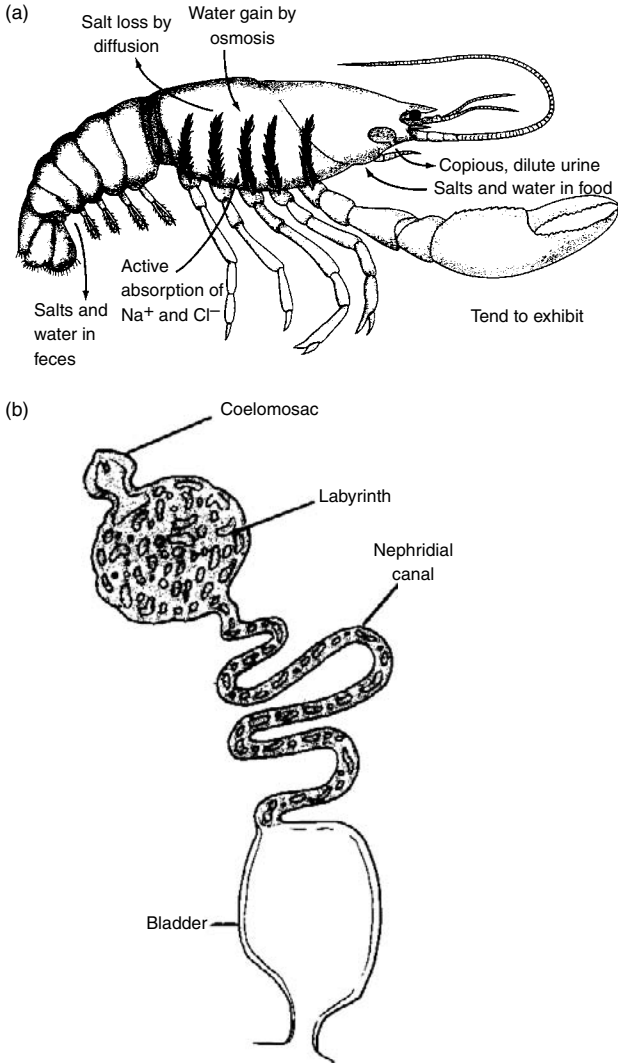 (a)
Salt loss by
diffusion
Water gain by
osmosis
Copious, dilute urine
Salts and water in food
Active
absorption of
Na+ and Cl–
Salts and
water in
feces
Tend to exhibit
(b)
Coelomosac
Labyrinth
Nephridial
canal
Bladder